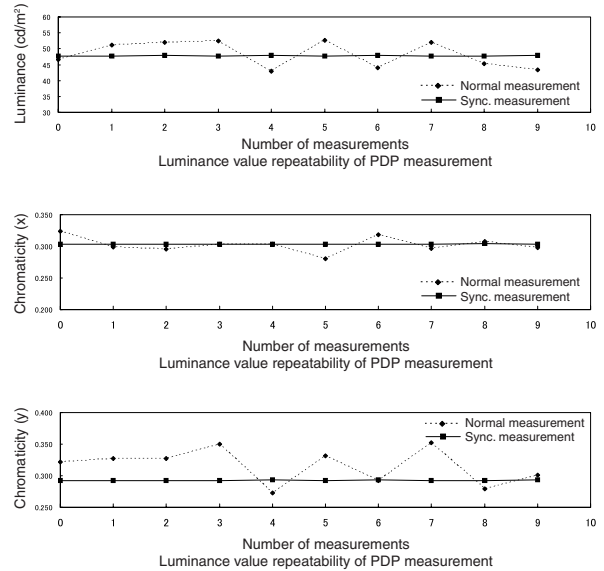 Luminance (cd/m²)
60
55
50
45
40
35
30
Normal measurement
Sync. measurement
0 1 2 3 4 5 6 7 8 9 10
Number of measurements
Luminance value repeatability of PDP measurement
Chromaticity (x)
0.350
0.300
0.250
0.200
Normal measurement
Sync. measurement
0 1 2 3 4 5 6 7 8 9 10
Number of measurements
Luminance value repeatability of PDP measurement
Chromaticity (y)
0.400
0.350
0.300
0.250
Normal measurement
Sync. measurement
0 1 2 3 4 5 6 7 8 9 10
Number of measurements
Luminance value repeatability of PDP measurement